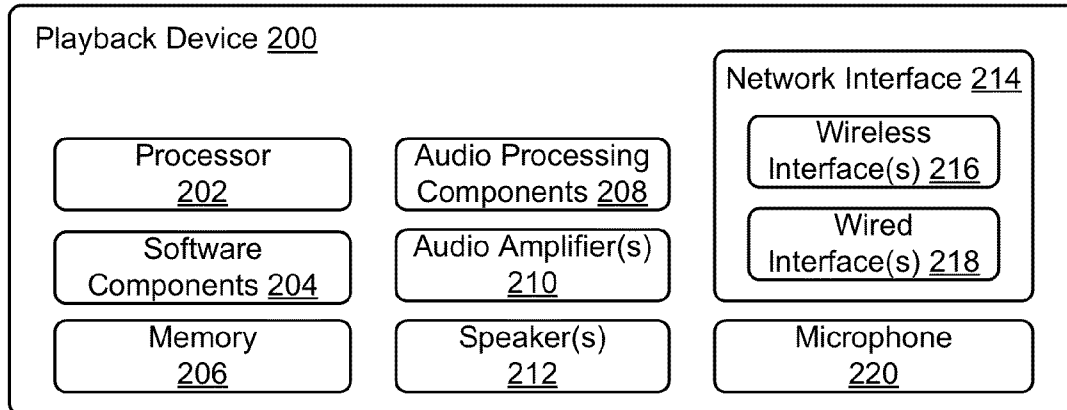 Playback Device 200
Network Interface 214
Wireless
Interface(s) 216
Wired
Interface(s) 218
Processor
202
Audio Processing
Components 208
Software
Components 204
Audio Amplifier(s)
210
Memory
206
Speaker(s)
212
Microphone
220